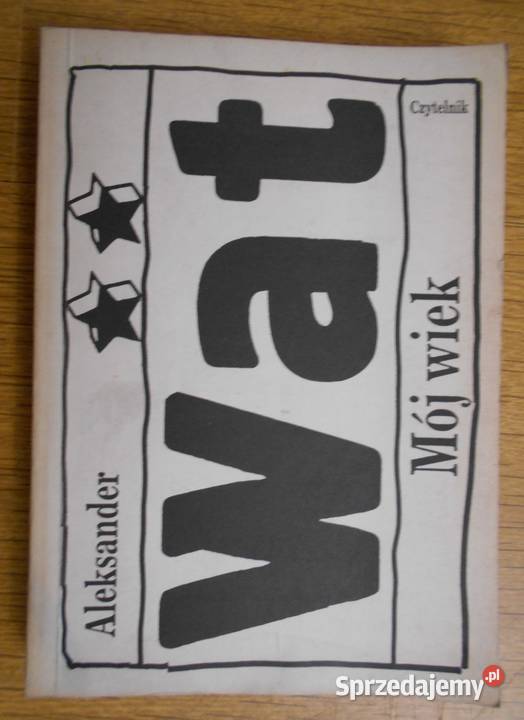 Aleksander
Wat
Mój wiek
Czytelnik
Sprzedajemy.pl